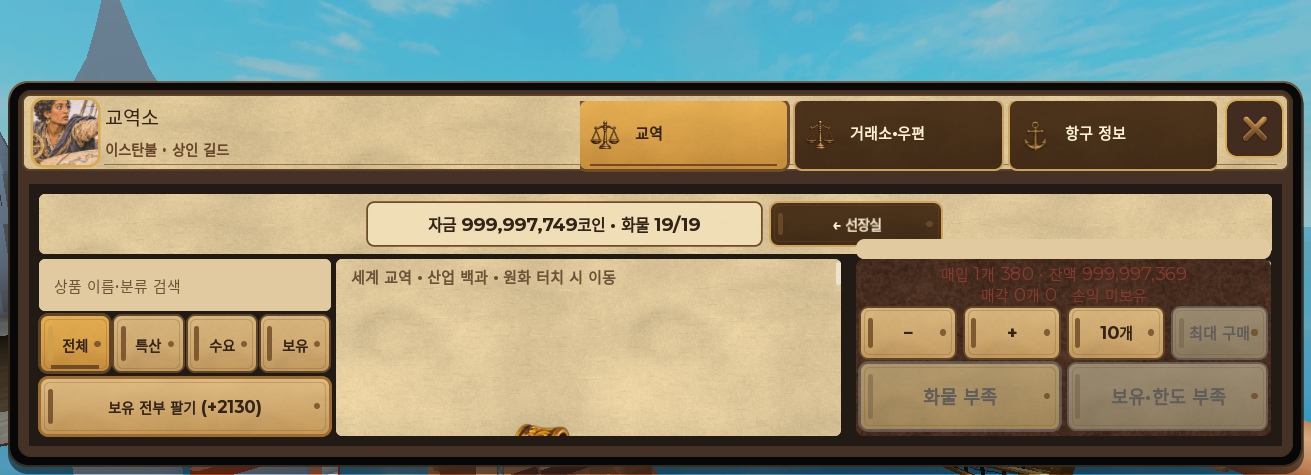 교역소
이스탄불 • 상인 길드
교역
거래소•우편
항구 정보
자금 999,997,749코인 • 화물 19/19
← 선장실
상품 이름·분류 검색
전체
특산
수요
보유
보유 전부 팔기 (+2130)
세계 교역 • 산업 백과 • 원화 터치 시 이동
매입 1개 380 · 잔액 999,997,369
매각 0개 0 · 손익 미보유
−
+
10개
최대 구매
화물 부족
보유•한도 부족